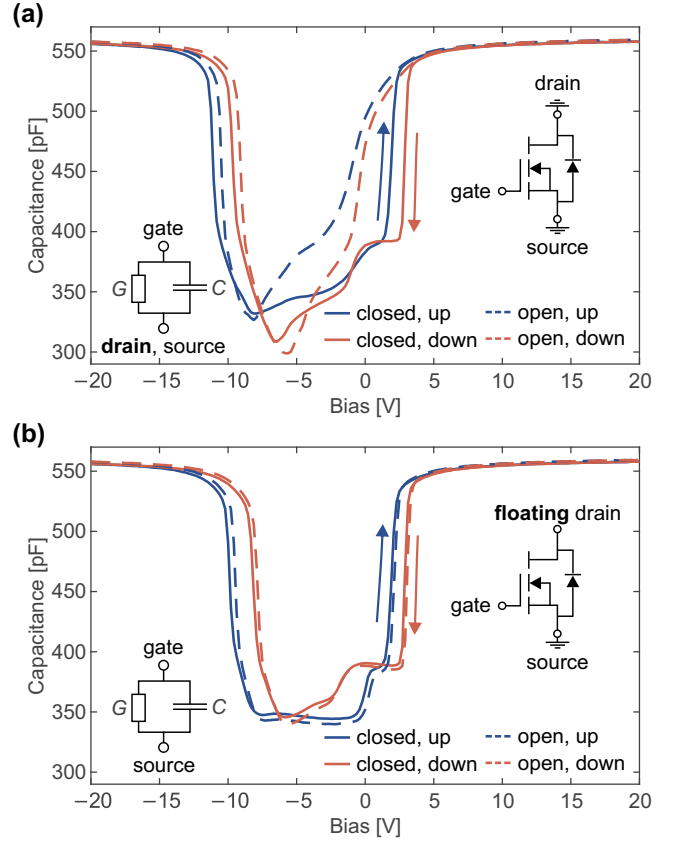 (a)
Capacitance [pF]
550
500
450
400
350
300
drain
gate
source
gate
G
C
drain, source
closed, up
open, up
closed, down
open, down
−20
−15
−10
−5
0
5
10
15
20
Bias [V]
(b)
Capacitance [pF]
550
500
450
400
350
300
floating drain
gate
source
gate
G
C
source
closed, up
open, up
closed, down
open, down
−20
−15
−10
−5
0
5
10
15
20
Bias [V]